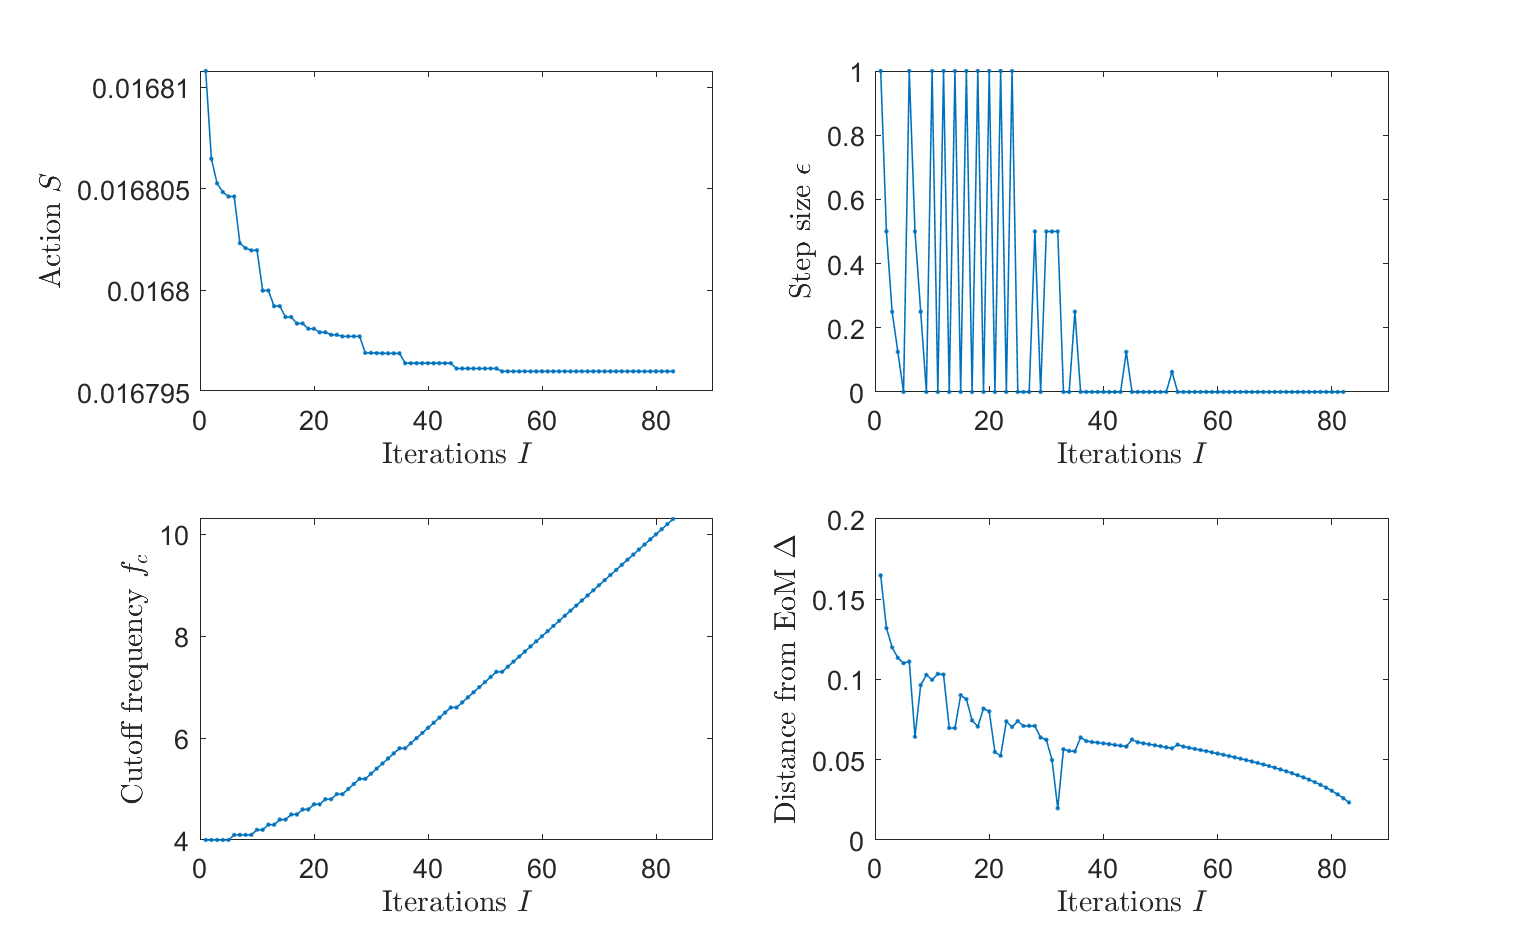 0.01681
0.016805
0.0168
0.016795
Action S
0 20 40 60 80
Iterations I
1
0.8
0.6
0.4
0.2
0
Step size ϵ
0 20 40 60 80
Iterations I
10
8
6
4
Cutoff frequency f_c
0 20 40 60 80
Iterations I
0.2
0.15
0.1
0.05
0
Distance from EoM Δ
0 20 40 60 80
Iterations I